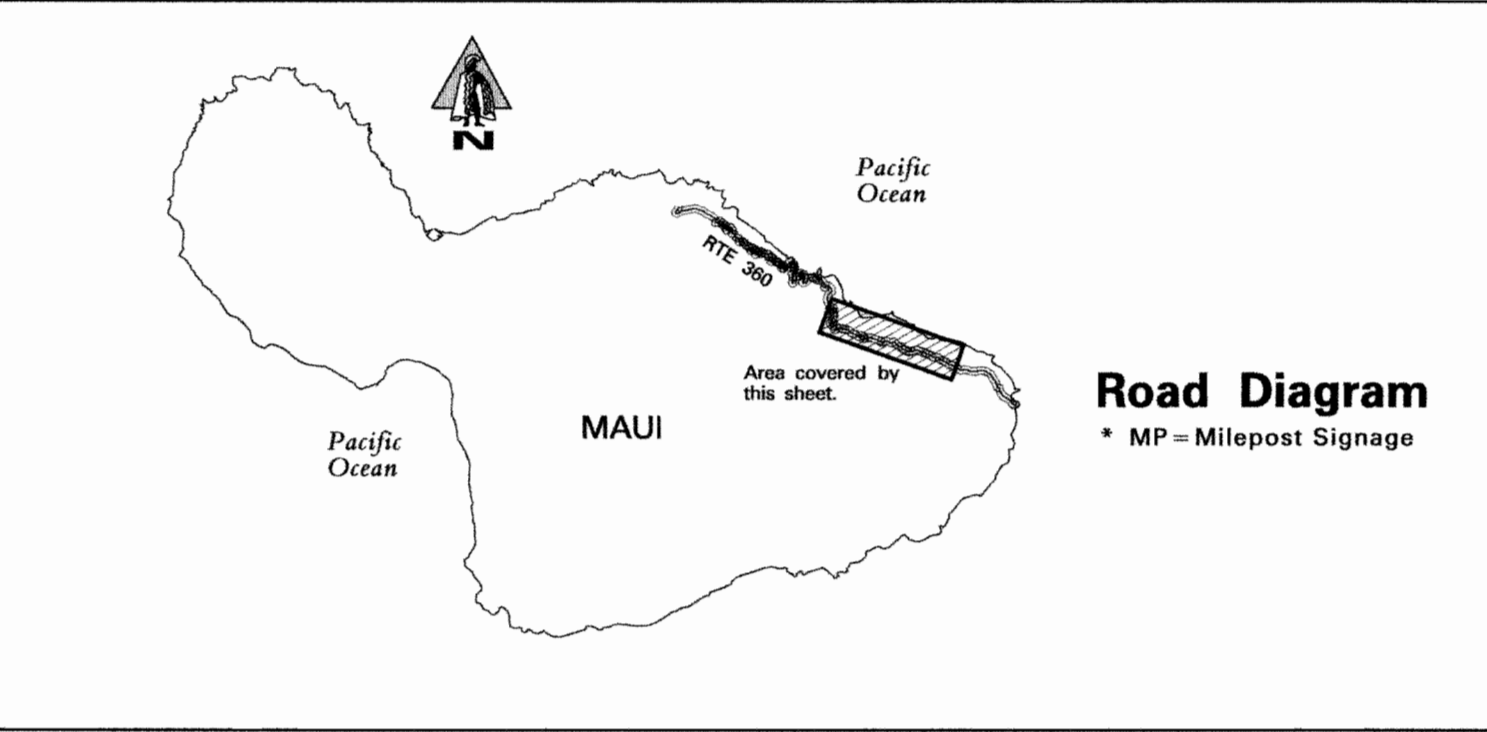 N
Pacific
Ocean
RTE 360
Area covered by
this sheet.
MAUI
Pacific
Ocean
Road Diagram
* MP=Milepost Signage